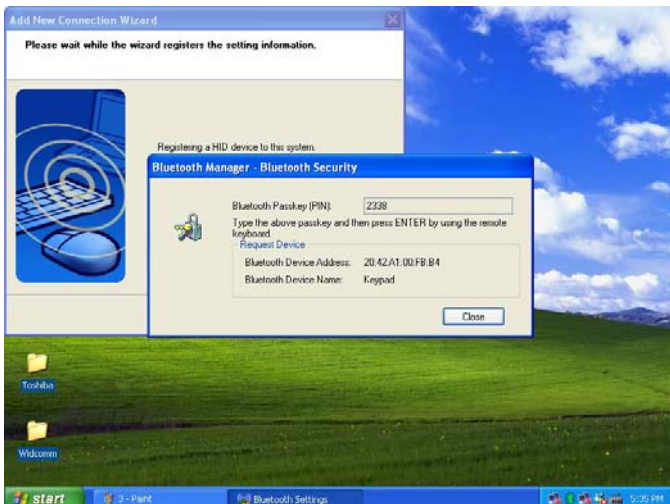 Add New Connection Wizard
Please wait while the wizard registers the setting information.
Registering a HID device to this system.
Bluetooth Manager - Bluetooth Security
Bluetooth Passkey (PIN): 2338
Type the above passkey and then press ENTER by using the remote
keyboard.
Request Device
Bluetooth Device Address: 20:42:A1:00:FB:B4
Bluetooth Device Name: Keypad
Close
Toshiba
Widcomm
start
3 - Paint
Bluetooth Settings
5:35 PM